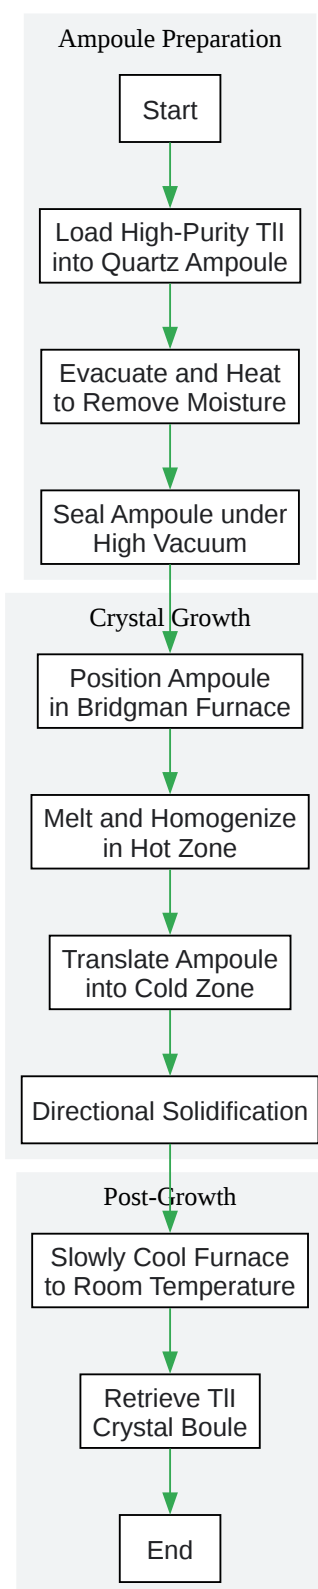 Ampoule Preparation
Start
Load High-Purity TlI
into Quartz Ampoule
Evacuate and Heat
to Remove Moisture
Seal Ampoule under
High Vacuum
Crystal Growth
Position Ampoule
in Bridgman Furnace
Melt and Homogenize
in Hot Zone
Translate Ampoule
into Cold Zone
Directional Solidification
Post-Growth
Slowly Cool Furnace
to Room Temperature
Retrieve TlI
Crystal Boule
End